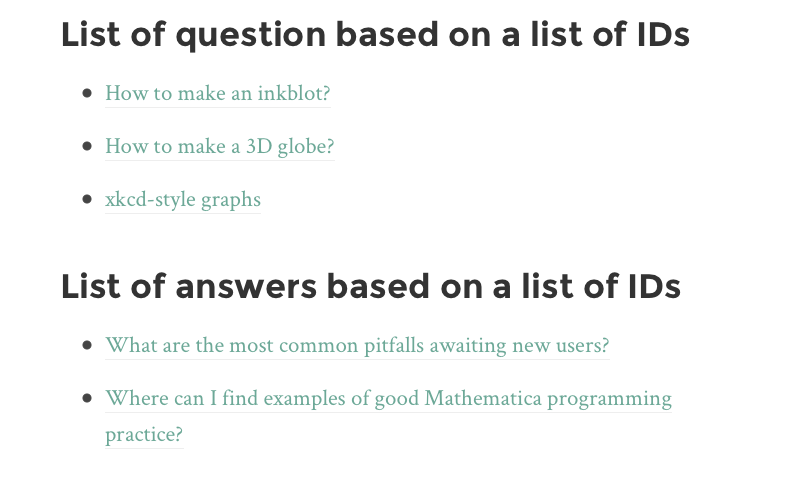 List of question based on a list of IDs
How to make an inkblot?
How to make a 3D globe?
xkcd-style graphs
List of answers based on a list of IDs
What are the most common pitfalls awaiting new users?
Where can I find examples of good Mathematica programming
practice?